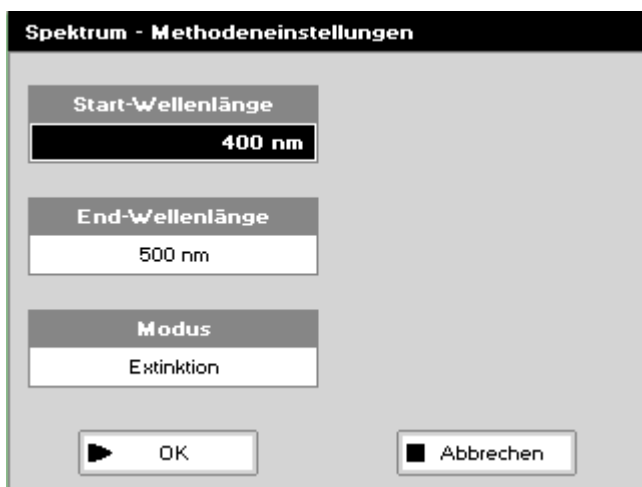 Spektrum - Methodeneinstellungen
Start-Wellenlänge
400 nm
End-Wellenlänge
500 nm
Modus
Extinktion
OK
Abbrechen